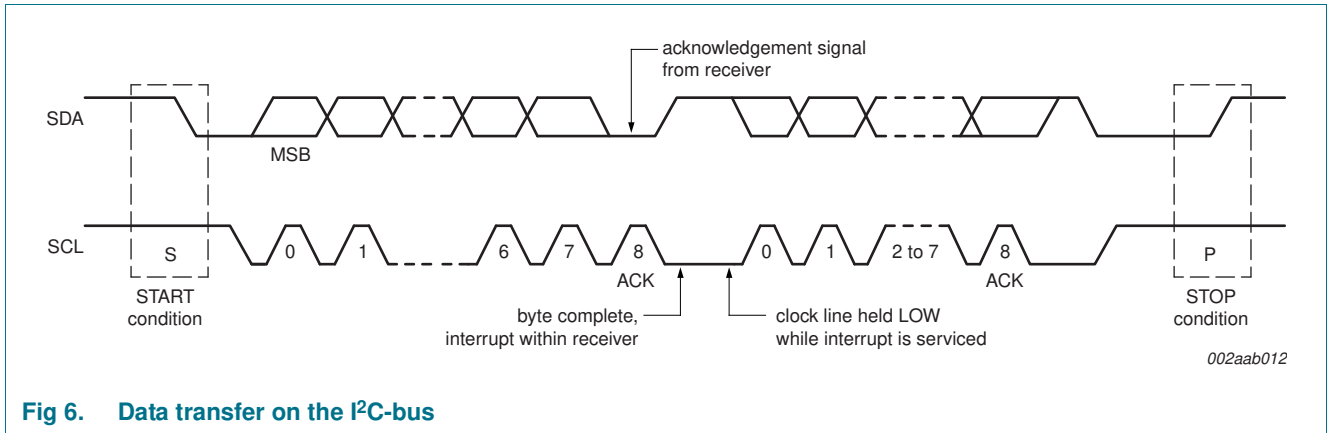 acknowledgement signal
from receiver
SDA
MSB
SCL
S
0
1
6
7
8
0
1
2 to 7
8
P
ACK
ACK
START
condition
byte complete,
interrupt within receiver
clock line held LOW
while interrupt is serviced
STOP
condition
002aab012
Fig 6. Data transfer on the I²C-bus